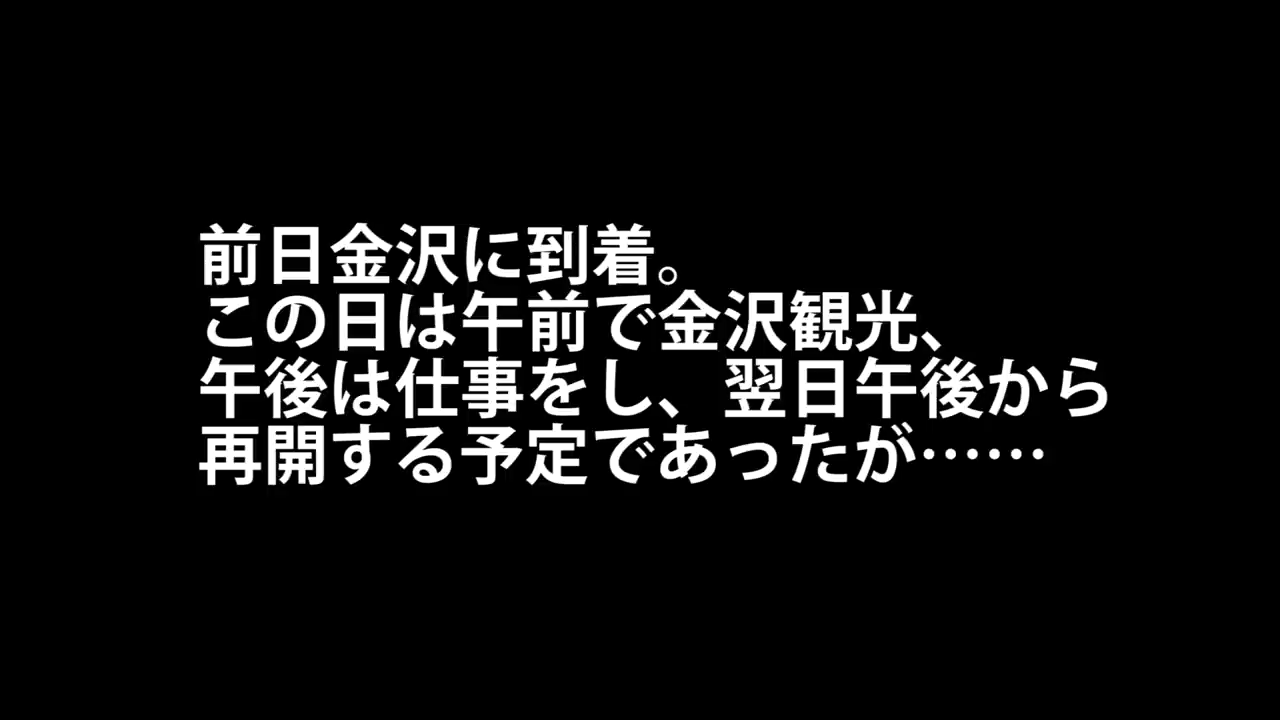 前日金沢に到着。
この日は午前で金沢観光、
午後は仕事をし、翌日午後から
再開する予定であったが……